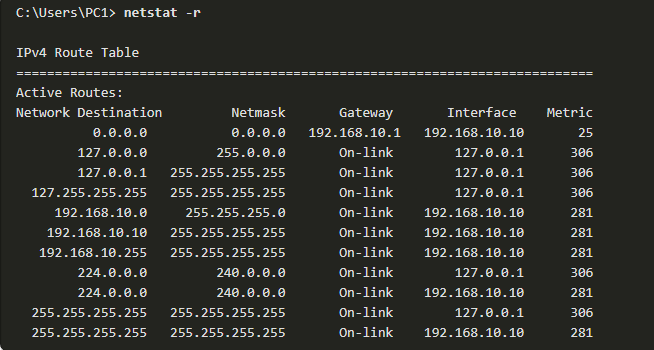 C:\Users\PC1> netstat -r
IPv4 Route Table
===========================================================================
Active Routes:
Network Destination        Netmask          Gateway       Interface  Metric
          0.0.0.0          0.0.0.0     192.168.10.1    192.168.10.10     25
        127.0.0.0        255.0.0.0         On-link         127.0.0.1    306
        127.0.0.1  255.255.255.255         On-link         127.0.0.1    306
  127.255.255.255  255.255.255.255         On-link         127.0.0.1    306
     192.168.10.0    255.255.255.0         On-link     192.168.10.10    281
    192.168.10.10  255.255.255.255         On-link     192.168.10.10    281
   192.168.10.255  255.255.255.255         On-link     192.168.10.10    281
        224.0.0.0        240.0.0.0         On-link         127.0.0.1    306
        224.0.0.0        240.0.0.0         On-link     192.168.10.10    281
  255.255.255.255  255.255.255.255         On-link         127.0.0.1    306
  255.255.255.255  255.255.255.255         On-link     192.168.10.10    281